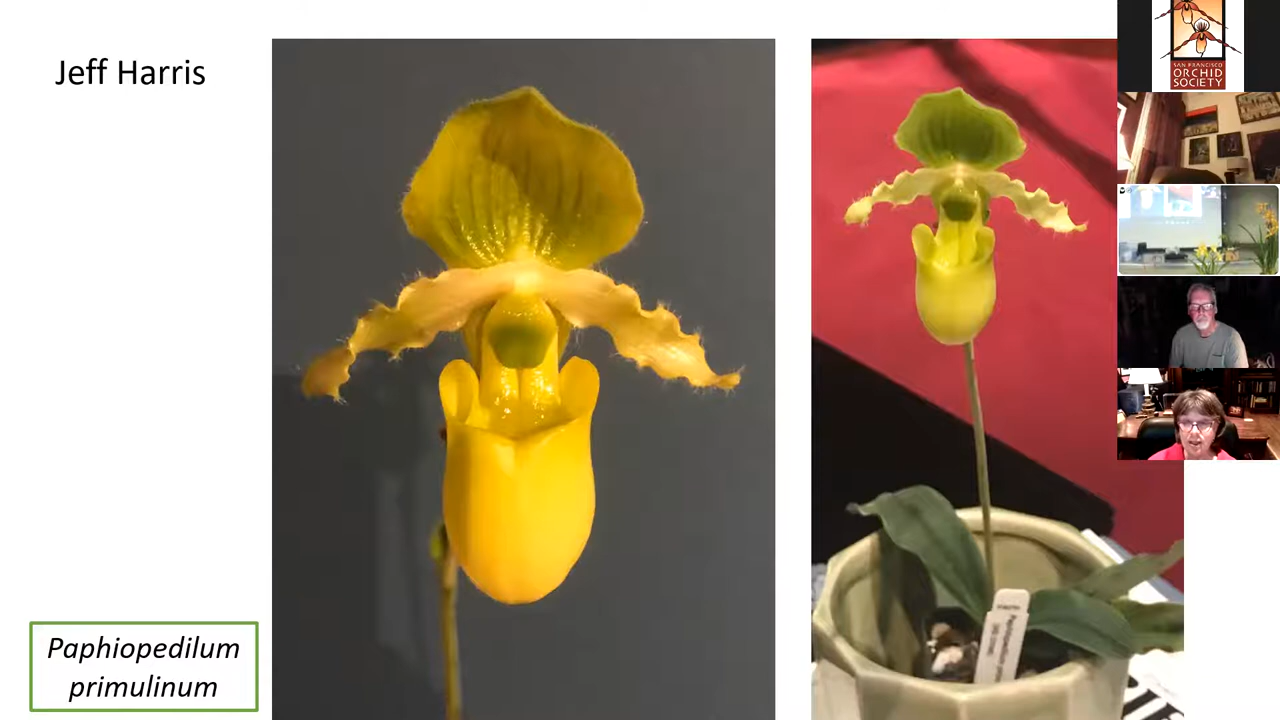 Jeff Harris
SAN FRANCISCO
ORCHID
SOCIETY
Paphiopedilum
primulinum